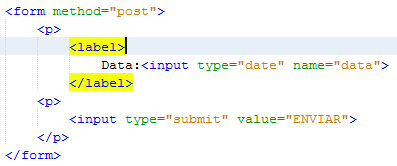 <form method="post">
<p>
<label>
Data:<input type="date" name="data">
</label>
<p>
<input type="submit" value="ENVIAR">
</p>
</form>